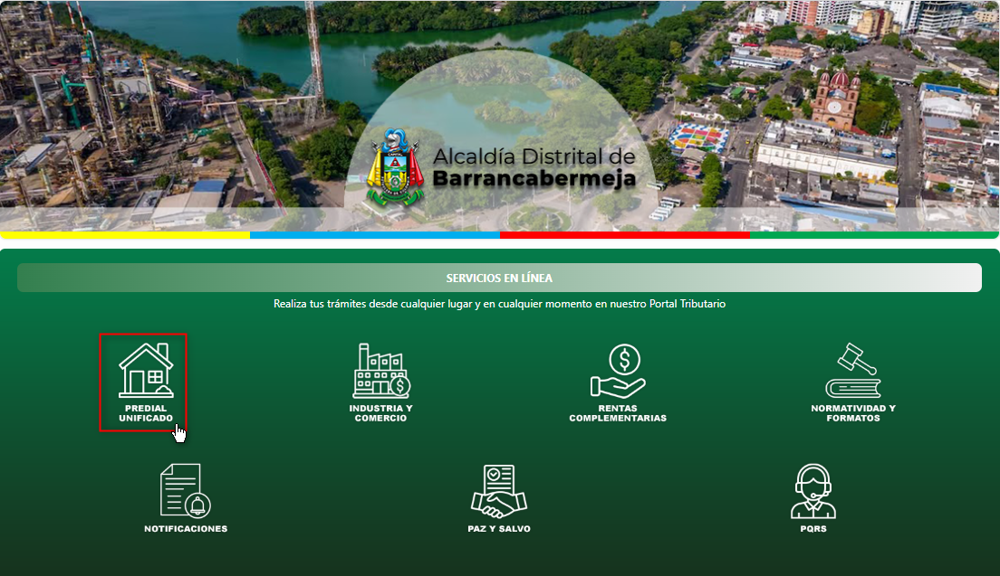 Alcaldía Distrital de
Barrancabermeja
SERVICIOS EN LÍNEA
Realiza tus trámites desde cualquier lugar y en cualquier momento en nuestro Portal Tributario
PREDIAL
UNIFICADO
INDUSTRIA Y
COMERCIO
RENTAS
COMPLEMENTARIAS
NORMATIVIDAD Y
FORMATOS
NOTIFICACIONES
PAZ Y SALVO
PQRS